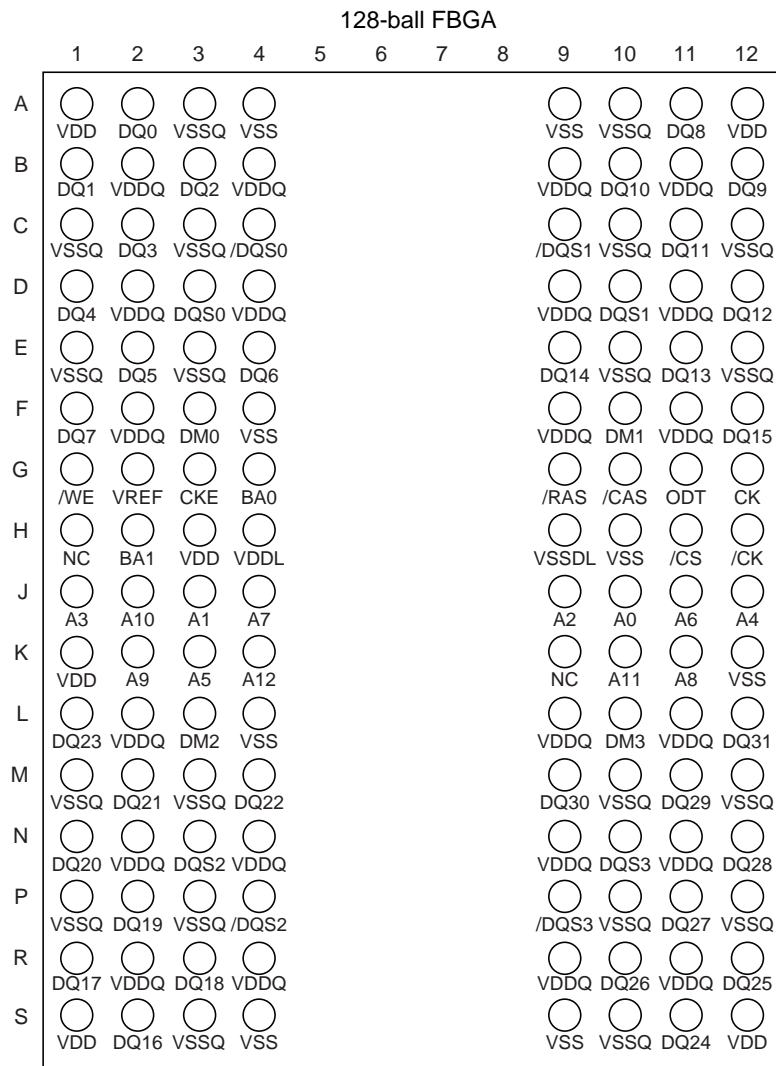 128-ball FBGA
1 2 3 4 5 6 7 8 9 10 11 12
A
VDD DQ0 VSSQ VSS VSS VSSQ DQ8 VDD
B
DQ1 VDDQ DQ2 VDDQ VDDQ DQ10 VDDQ DQ9
C
VSSQ DQ3 VSSQ /DQS0 /DQS1 VSSQ DQ11 VSSQ
D
DQ4 VDDQ DQS0 VDDQ VDDQ DQS1 VDDQ DQ12
E
VSSQ DQ5 VSSQ DQ6 DQ14 VSSQ DQ13 VSSQ
F
DQ7 VDDQ DM0 VSS VDDQ DM1 VDDQ DQ15
G
/WE VREF CKE BA0 /RAS /CAS ODT CK
H
NC BA1 VDD VDDL VSSDL VSS /CS /CK
J
A3 A10 A1 A7 A2 A0 A6 A4
K
VDD A9 A5 A12 NC A11 A8 VSS
L
DQ23 VDDQ DM2 VSS VDDQ DM3 VDDQ DQ31
M
VSSQ DQ21 VSSQ DQ22 DQ30 VSSQ DQ29 VSSQ
N
DQ20 VDDQ DQS2 VDDQ VDDQ DQS3 VDDQ DQ28
P
VSSQ DQ19 VSSQ /DQS2 /DQS3 VSSQ DQ27 VSSQ
R
DQ17 VDDQ DQ18 VDDQ VDDQ DQ26 VDDQ DQ25
S
VDD DQ16 VSSQ VSS VSS VSSQ DQ24 VDD